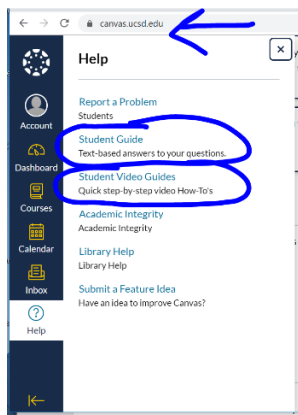 canvas.ucsd.edu
Help
Report a Problem
Students
Student Guide
Text-based answers to your questions.
Student Video Guides
Quick step-by-step video How-To's
Academic Integrity
Academic Integrity
Library Help
Library Help
Submit a Feature Idea
Have an idea to improve Canvas?
Account
Dashboard
Courses
Calendar
Inbox
Help